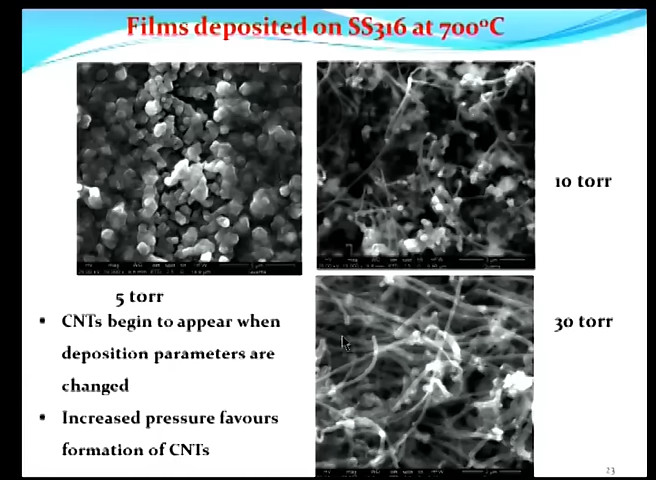 Films deposited on SS316 at 700°C
10 torr
5 torr
30 torr
• CNTs begin to appear when
deposition parameters are
changed
• Increased pressure favours
formation of CNTs
23